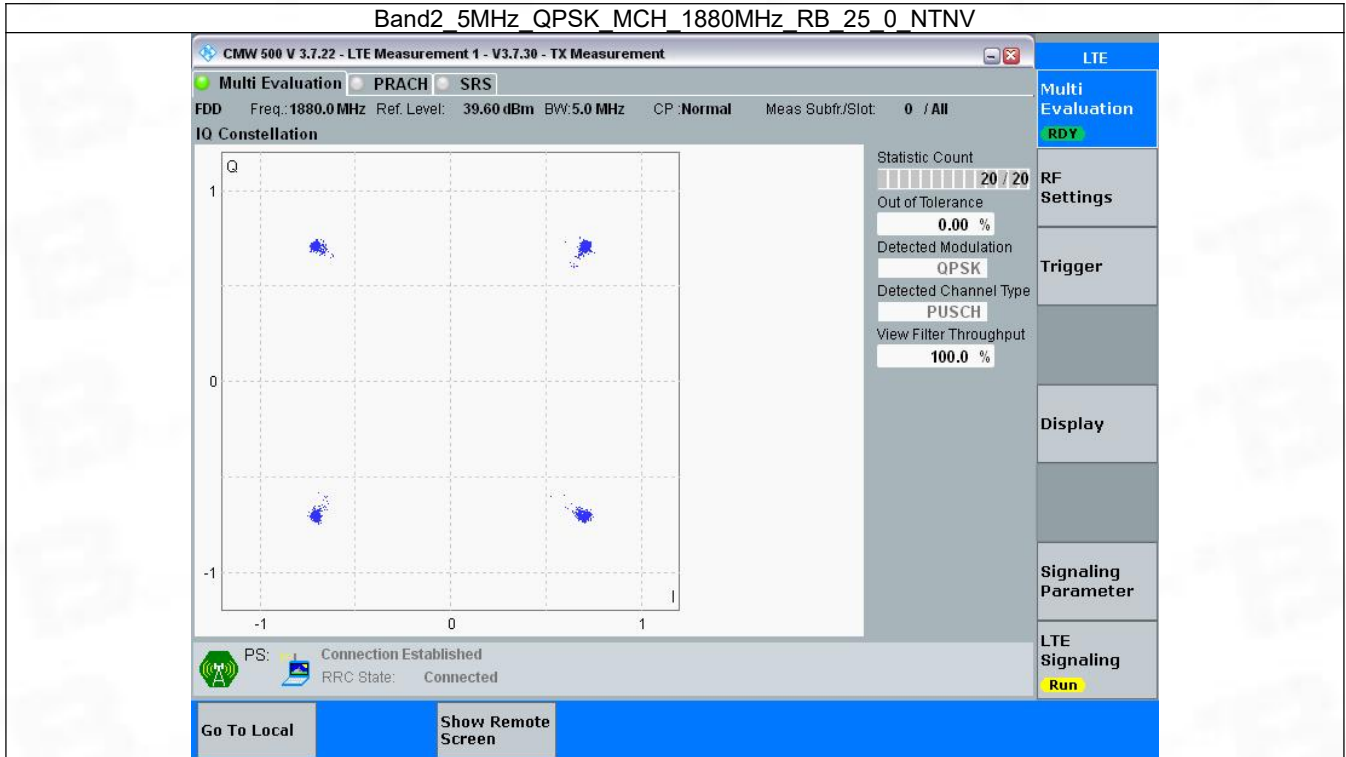 Band2_5MHz_QPSK_MCH_1880MHz_RB_25_0_NTNV
CMW 500 V 3.7.22 - LTE Measurement 1 - V3.7.30 - TX Measurement
LTE
Multi Evaluation PRACH SRS
Multi
Evaluation
RDY
FDD Freq.: 1880.0 MHz Ref. Level: 39.60 dBm BW: 5.0 MHz CP : Normal Meas Subfr./Slot: 0 / All
IQ Constellation
Q
1
0
-1
I
-1 0 1
Statistic Count
20 / 20
Out of Tolerance
0.00 %
Detected Modulation
QPSK
Detected Channel Type
PUSCH
View Filter Throughput
100.0 %
RF
Settings
Trigger
Display
Signaling
Parameter
LTE
Signaling
Run
PS: Connection Established
RRC State: Connected
Go To Local
Show Remote
Screen